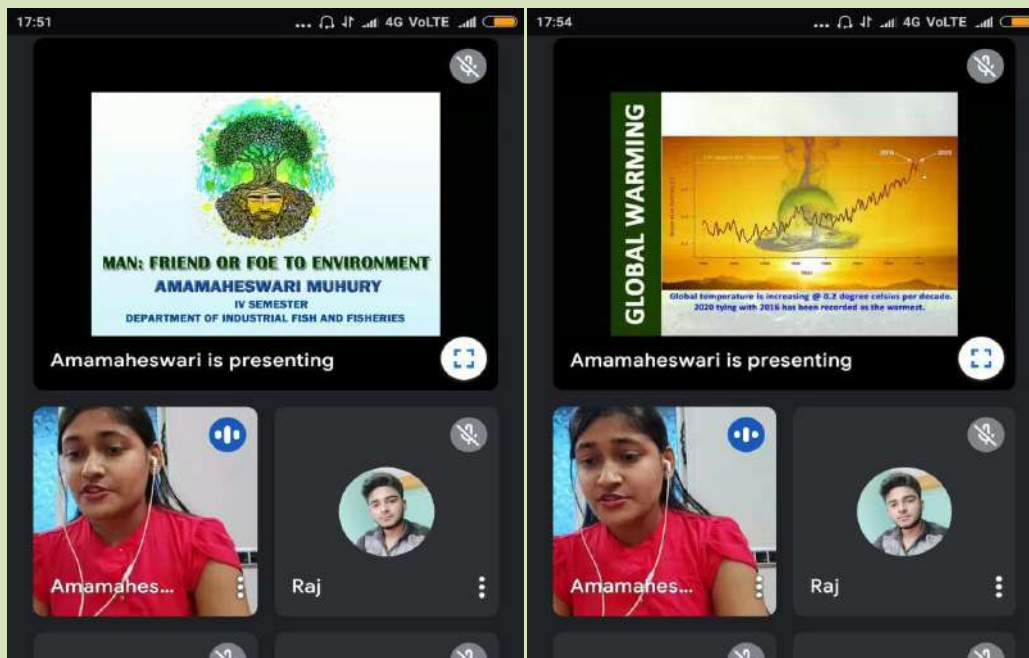 17:51
... 4G VoLTE
MAN: FRIEND OR FOE TO ENVIRONMENT
AMAMAHESWARI MUHURY
IV SEMESTER
DEPARTMENT OF INDUSTRIAL FISH AND FISHERIES
Amamaheswari is presenting
Amamahes...
Raj
17:54
... 4G VoLTE
GLOBAL WARMING
2016
2020
Year
Global temperature is increasing @ 0.2 degree celsius per decade.
2020 tying with 2016 has been recorded as the warmest.
Amamaheswari is presenting
Amamahes...
Raj